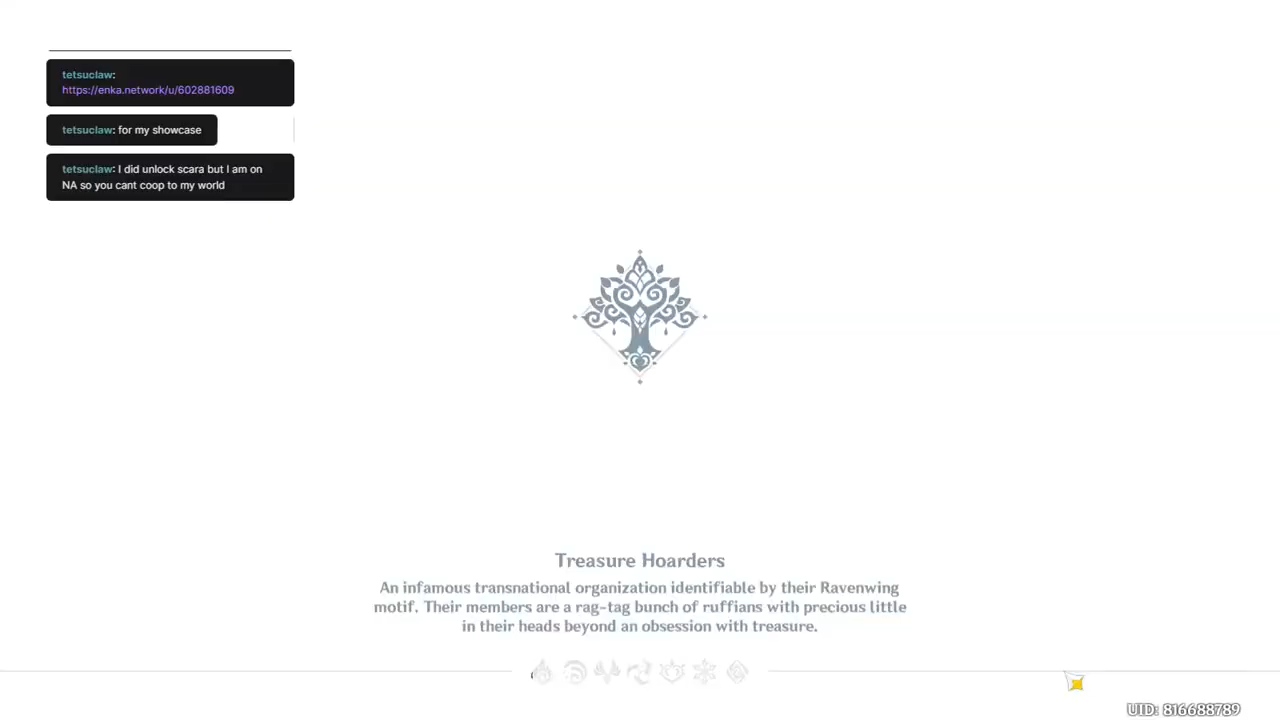 tetsuclaw:
https://enka.network/u/602881609
tetsuclaw: for my showcase
tetsuclaw: I did unlock scara but I am on
NA so you cant coop to my world
Treasure Hoarders
An infamous transnational organization identifiable by their Ravenwing
motif. Their members are a rag-tag bunch of ruffians with precious little
in their heads beyond an obsession with treasure.
UID: 816688789